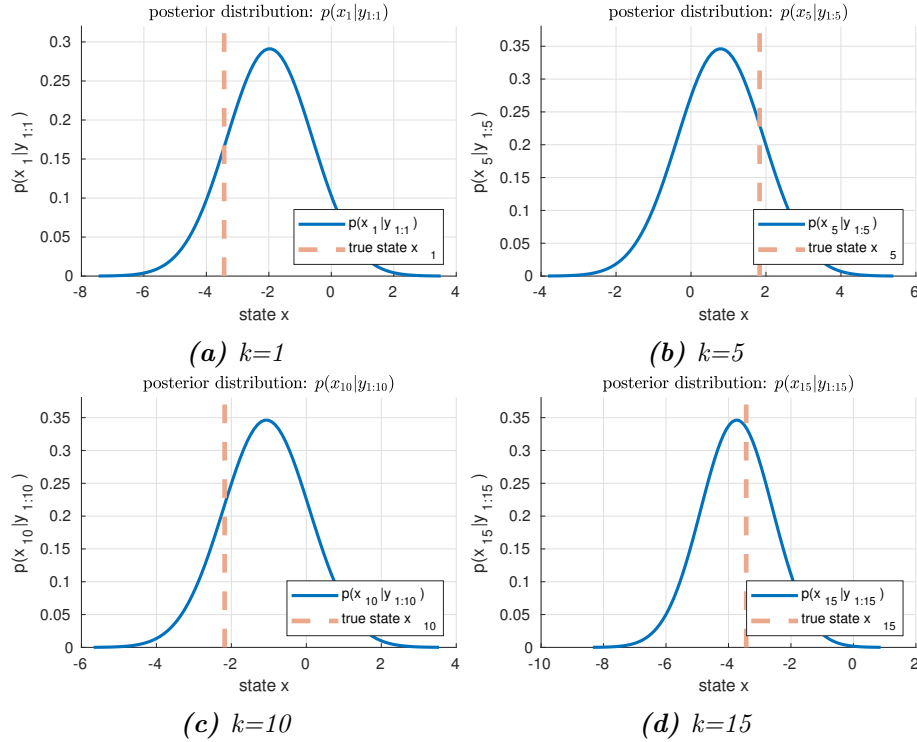 posterior distribution: p(x₁|y₁:₁)
0.3
0.25
0.2
0.15
0.1
0.05
0
p(x ₁|y ₁:₁)
p(x ₁|y ₁:₁)
true state x ₁
-8 -6 -4 -2 0 2 4
state x
(a) k=1
posterior distribution: p(x₅|y₁:₅)
0.35
0.3
0.25
0.2
0.15
0.1
0.05
0
p(x ₅|y ₁:₅)
p(x ₅|y ₁:₅)
true state x ₅
-4 -2 0 2 4 6
state x
(b) k=5
posterior distribution: p(x₁₀|y₁:₁₀)
0.35
0.3
0.25
0.2
0.15
0.1
0.05
0
p(x ₁₀|y ₁:₁₀)
p(x ₁₀|y ₁:₁₀)
true state x ₁₀
-6 -4 -2 0 2 4
state x
(c) k=10
posterior distribution: p(x₁₅|y₁:₁₅)
0.35
0.3
0.25
0.2
0.15
0.1
0.05
0
p(x ₁₅|y ₁:₁₅)
p(x ₁₅|y ₁:₁₅)
true state x ₁₅
-10 -8 -6 -4 -2 0 2
state x
(d) k=15